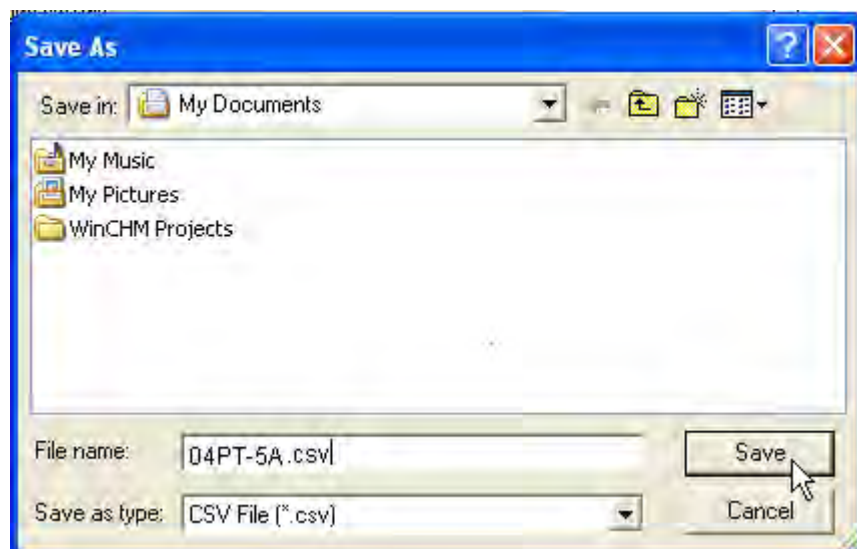 Save As
Save in: My Documents
My Music
My Pictures
WinCHM Projects
File name: 04PT-5A.csv Save
Save as type: CSV File (*.csv) Cancel